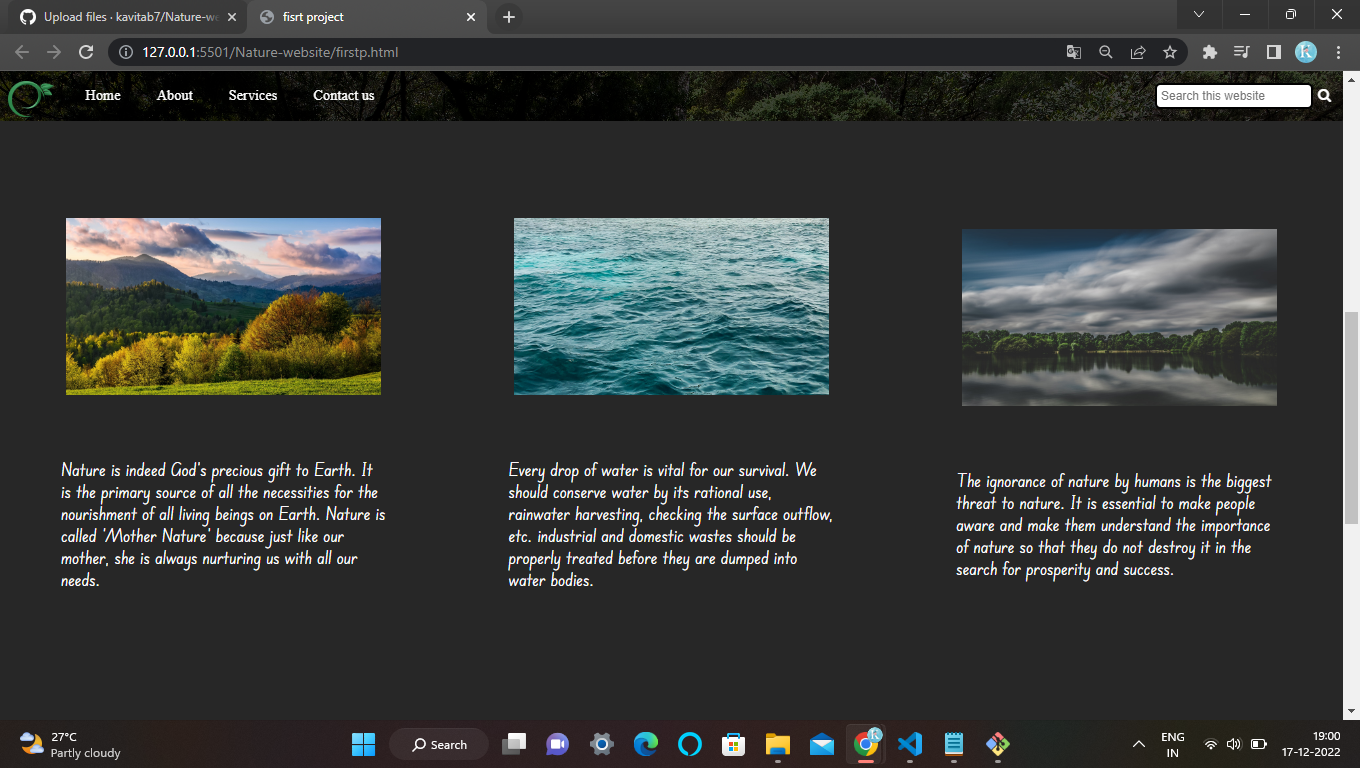 Upload files · kavitab7/Nature-we
fisrt project
127.0.0.1:5501/Nature-website/firstp.html
Home About Services Contact us Search this website
Nature is indeed God's precious gift to Earth. It
is the primary source of all the necessities for the
nourishment of all living beings on Earth. Nature is
called 'Mother Nature' because just like our
mother, she is always nurturing us with all our
needs.
Every drop of water is vital for our survival. We
should conserve water by its rational use,
rainwater harvesting, checking the surface outflow,
etc. industrial and domestic wastes should be
properly treated before they are dumped into
water bodies.
The ignorance of nature by humans is the biggest
threat to nature. It is essential to make people
aware and make them understand the importance
of nature so that they do not destroy it in the
search for prosperity and success.
27°C
Partly cloudy
Search
ENG
IN
19:00
17-12-2022